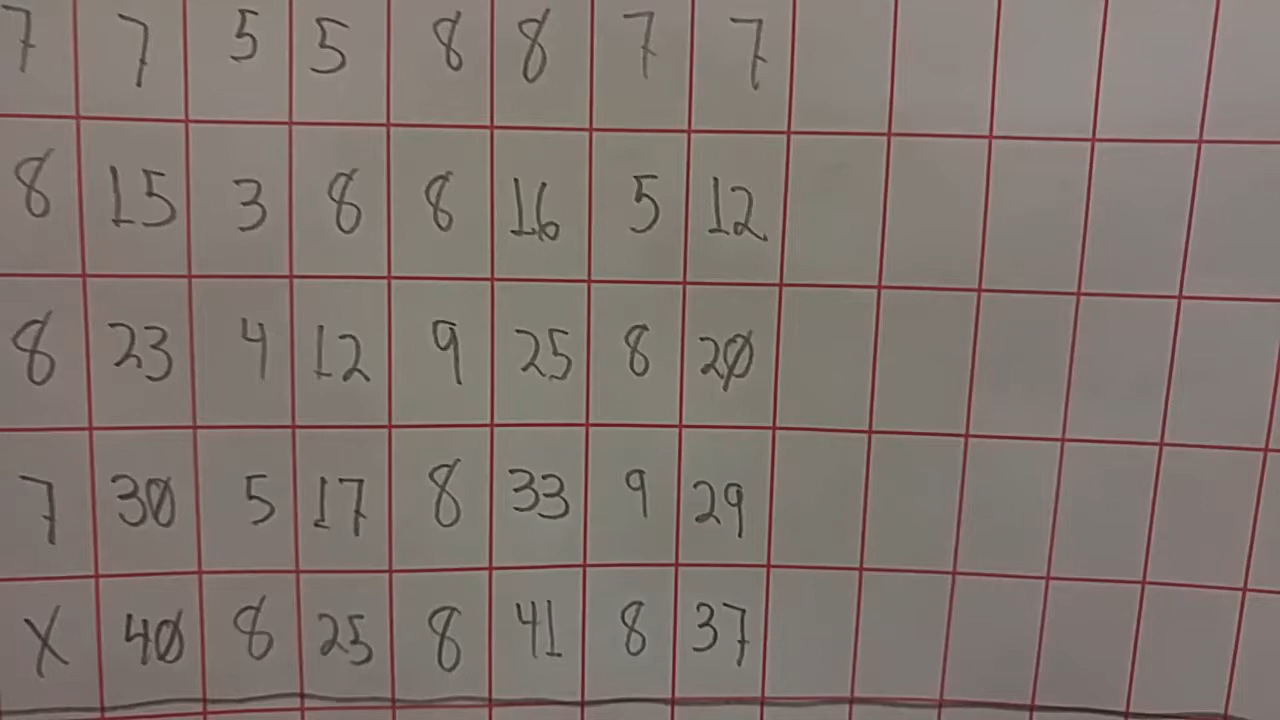 7 7 5 5 8 8 7 7
8 15 3 8 8 16 5 12
8 23 4 12 9 25 8 20
7 30 5 17 8 33 9 29
X 40 8 25 8 41 8 37